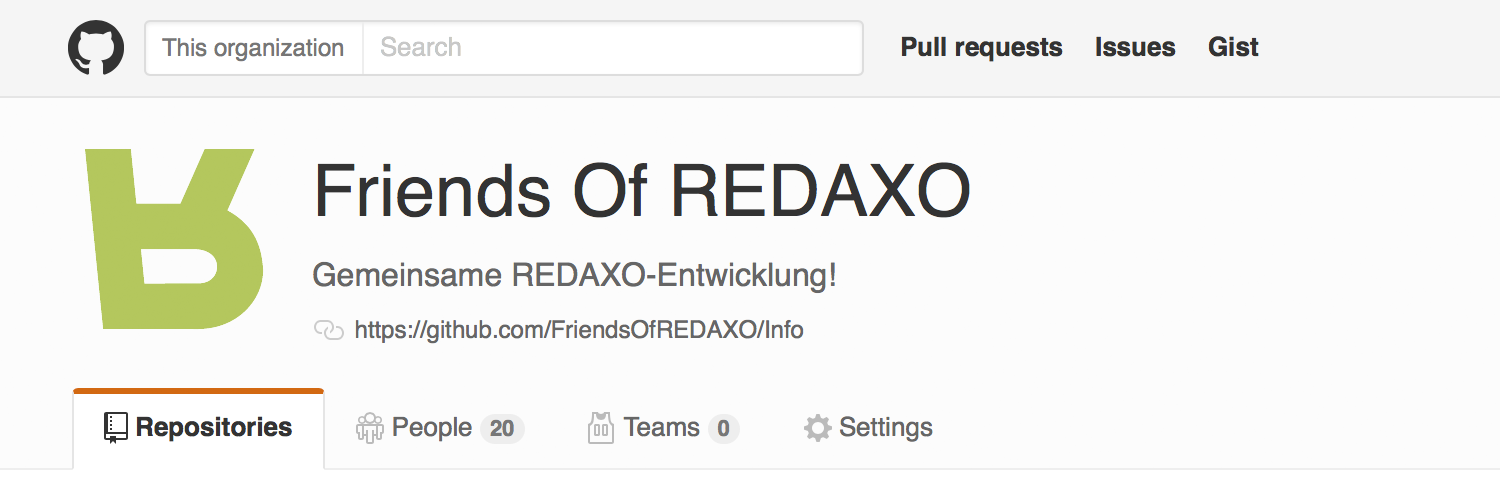 This organization Search Pull requests Issues Gist
Friends Of REDAXO
Gemeinsame REDAXO-Entwicklung!
https://github.com/FriendsOfREDAXO/Info
Repositories People 20 Teams 0 Settings